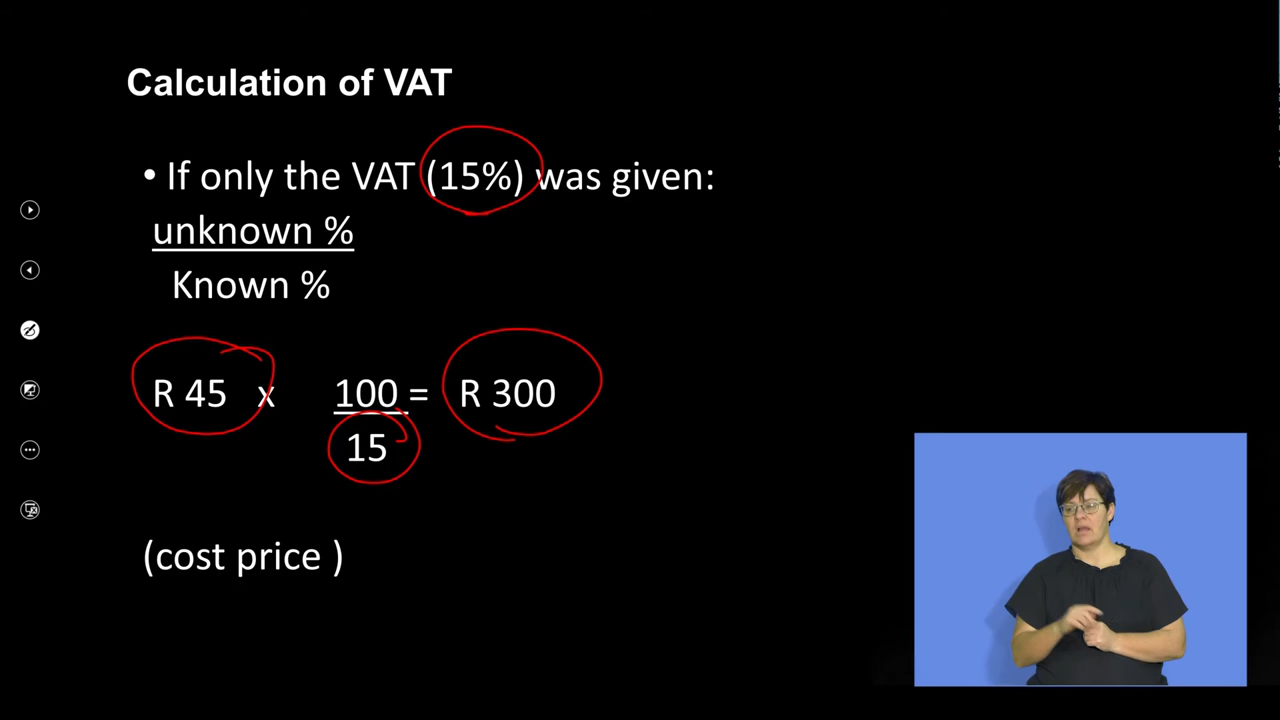 Calculation of VAT
• If only the VAT (15%) was given:
unknown %
Known %
R 45 x 100 = R 300
15
(cost price )